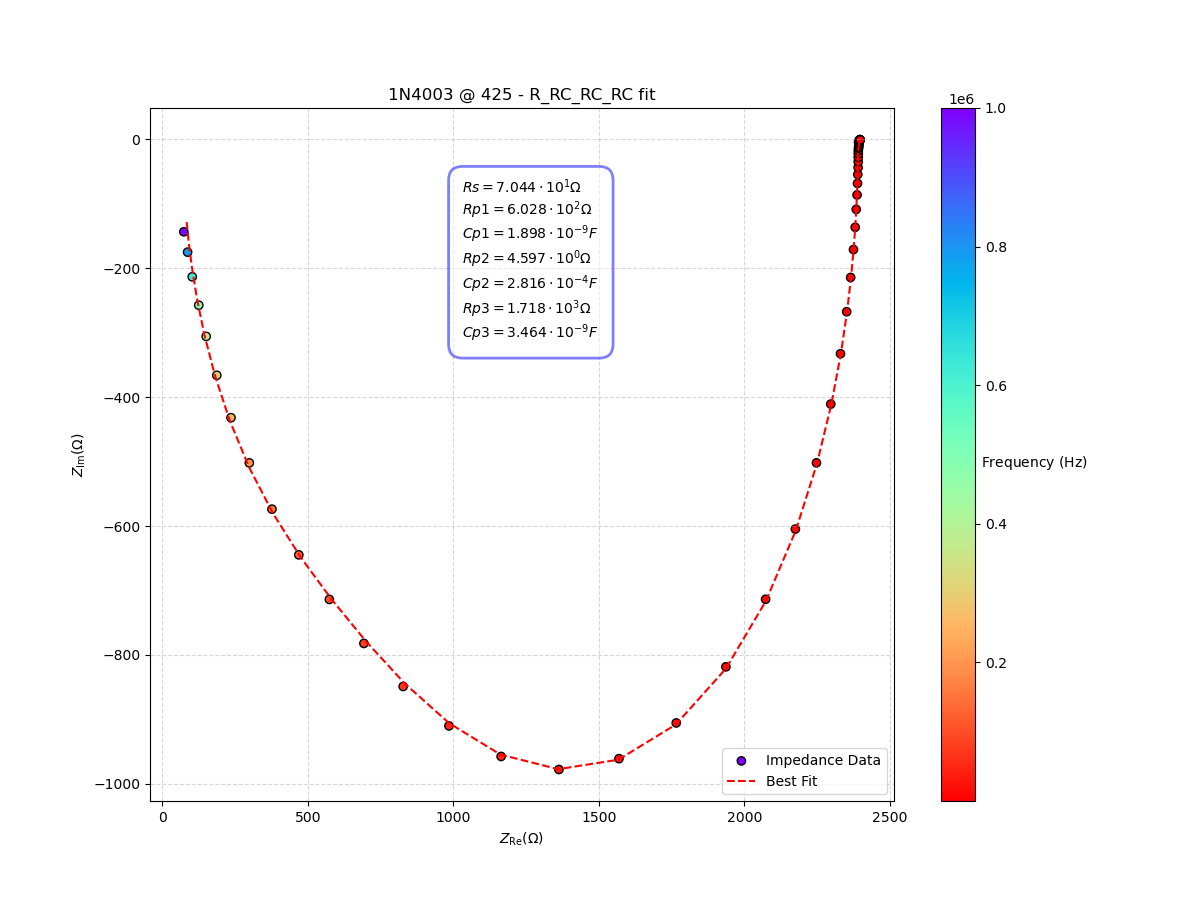 1N4003 @ 425 - R_RC_RC_RC fit
1e6
1.0
0.8
0.6
0.4
0.2
Frequency (Hz)
0
−200
−400
−600
−800
−1000
Z_Im(Ω)
Rs = 7.044 · 10¹Ω
Rp1 = 6.028 · 10²Ω
Cp1 = 1.898 · 10⁻⁹F
Rp2 = 4.597 · 10⁰Ω
Cp2 = 2.816 · 10⁻⁴F
Rp3 = 1.718 · 10³Ω
Cp3 = 3.464 · 10⁻⁹F
Impedance Data
Best Fit
0 500 1000 1500 2000 2500
Z_Re(Ω)